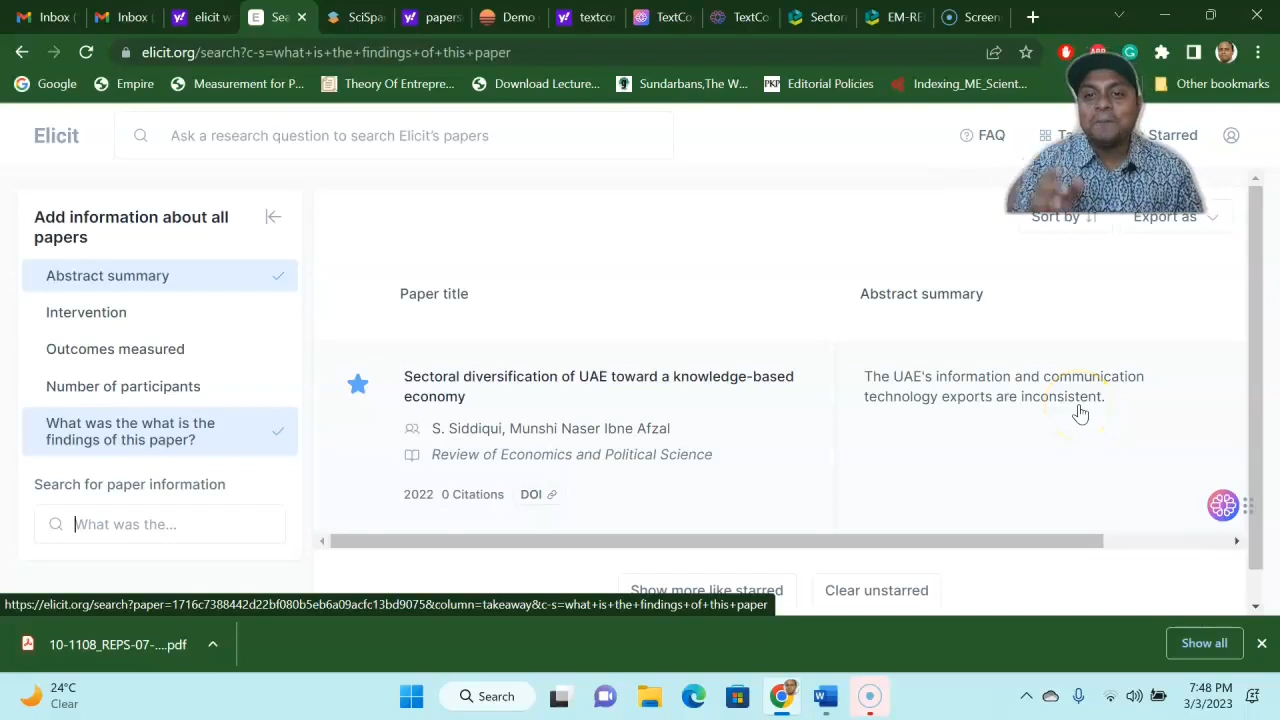 Inbox (
Inbox (
elicit w
Sea
SciSpa
papers
Demo
textcor
TextCo
TextCo
Sector
EM-RE
Screen
elicit.org/search?c-s=what+is+the+findings+of+this+paper
Google
Empire
Measurement for P...
Theory Of Entrepre...
Download Lecture...
Sundarbans,The W...
PKP
Editorial Policies
Indexing_ME_Scient...
Other bookmarks
Elicit
Ask a research question to search Elicit's papers
FAQ
Ta
Starred
Add information about all
papers
Abstract summary
Intervention
Outcomes measured
Number of participants
What was the what is the
findings of this paper?
Search for paper information
What was the...
Sort by
Export as
Paper title
Abstract summary
Sectoral diversification of UAE toward a knowledge-based
economy
S. Siddiqui, Munshi Naser Ibne Afzal
Review of Economics and Political Science
2022 0 Citations DOI
The UAE's information and communication
technology exports are inconsistent.
Show more like starred
Clear unstarred
https://elicit.org/search?paper=1716c7388442d22bf080b5eb6a09acfc13bd9075&column=takeaway&c-s=what+is+the+findings+of+this+paper
10-1108_REPS-07-....pdf
Show all
24°C
Clear
Search
7:48 PM
3/3/2023